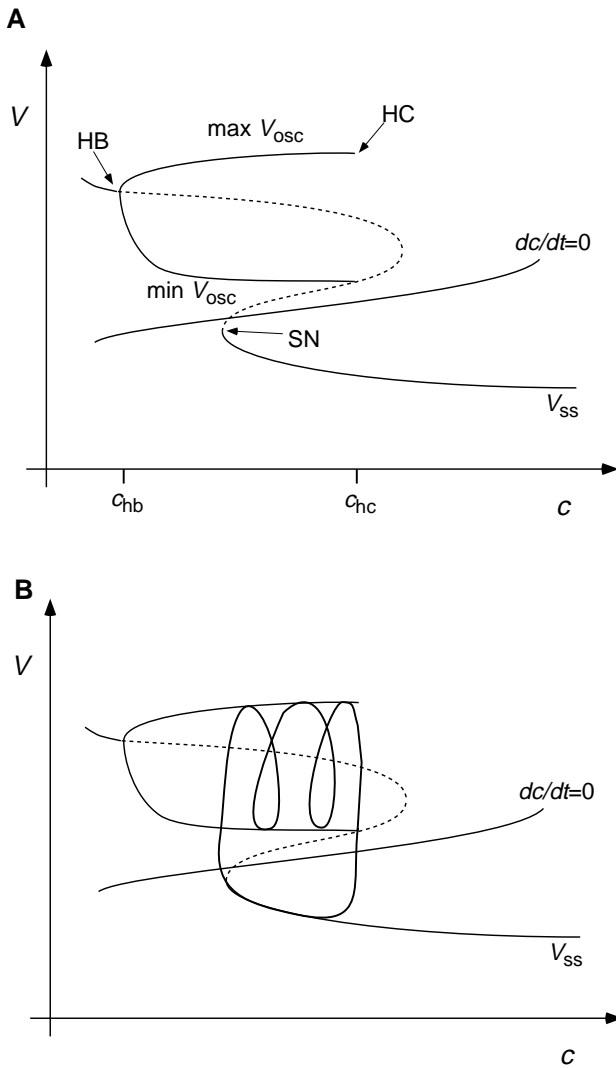 A
V
HB
max Vosc
HC
dc/dt=0
min Vosc
SN
Vss
chb
chc
c
B
V
dc/dt=0
Vss
c